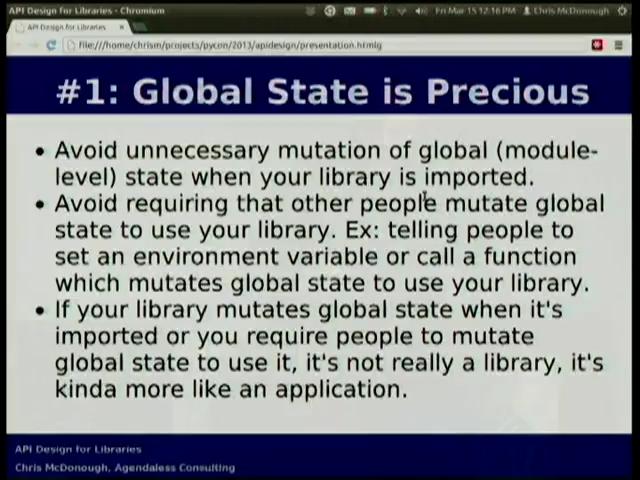 API Design for Libraries - Chromium
Fri Mar 15 12:16 PM
Chris McDonough
API Design for Libraries
file:///home/chrism/projects/pycon/2013/apidesign/presentation.html
#1: Global State is Precious
• Avoid unnecessary mutation of global (module-
level) state when your library is imported.
• Avoid requiring that other people mutate global
state to use your library. Ex: telling people to
set an environment variable or call a function
which mutates global state to use your library.
• If your library mutates global state when it's
imported or you require people to mutate
global state to use it, it's not really a library, it's
kinda more like an application.
API Design for Libraries
Chris McDonough, Agendaless Consulting